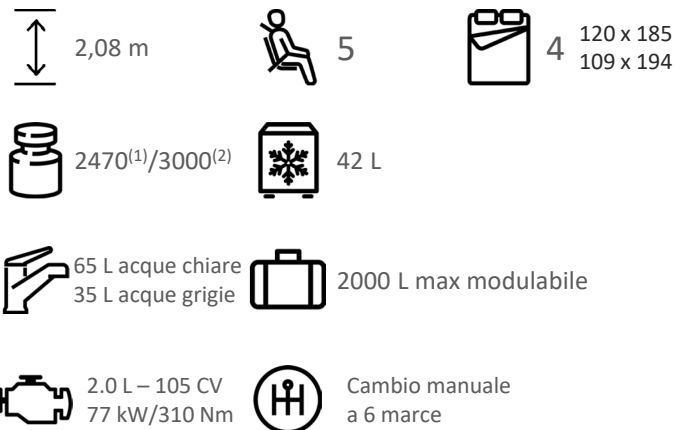 2,08 m
5
4
120 x 185
109 x 194
2470(1)/3000(2)
42 L
65 L acque chiare
35 L acque grigie
2000 L max modulabile
2.0 L – 105 CV
77 kW/310 Nm
Cambio manuale
a 6 marce